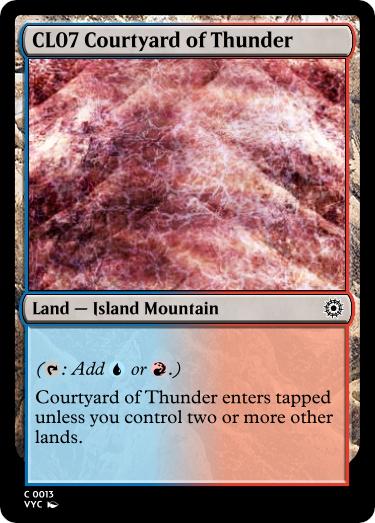 CL07 Courtyard of Thunder
Land — Island Mountain
(: Add or .)
Courtyard of Thunder enters tapped
unless you control two or more other
lands.
C 0013
VYC